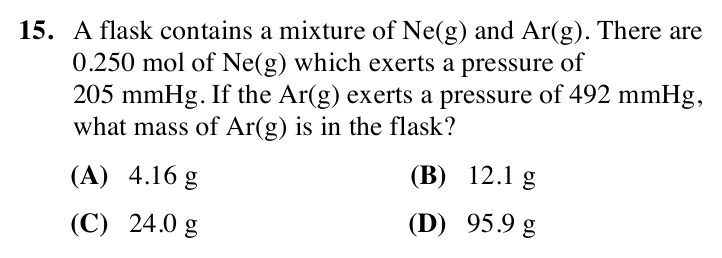 15. A flask contains a mixture of Ne(g) and Ar(g). There are
0.250 mol of Ne(g) which exerts a pressure of
205 mmHg. If the Ar(g) exerts a pressure of 492 mmHg,
what mass of Ar(g) is in the flask?
(A) 4.16 g (B) 12.1 g
(C) 24.0 g (D) 95.9 g